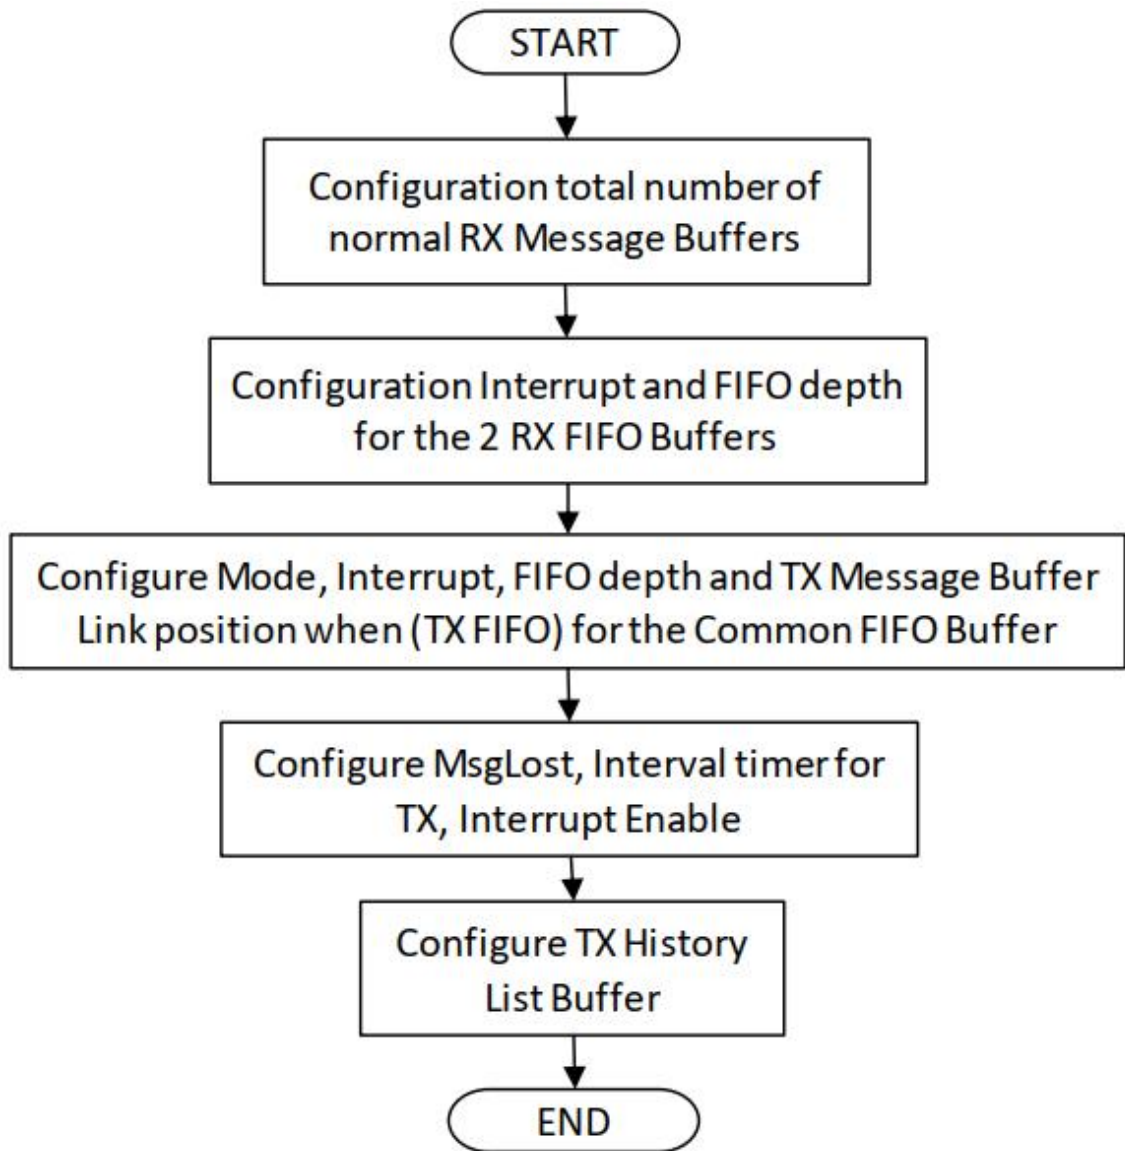 START
Configuration total number of
normal RX Message Buffers
Configuration Interrupt and FIFO depth
for the 2 RX FIFO Buffers
Configure Mode, Interrupt, FIFO depth and TX Message Buffer
Link position when (TX FIFO) for the Common FIFO Buffer
Configure MsgLost, Interval timer for
TX, Interrupt Enable
Configure TX History
List Buffer
END